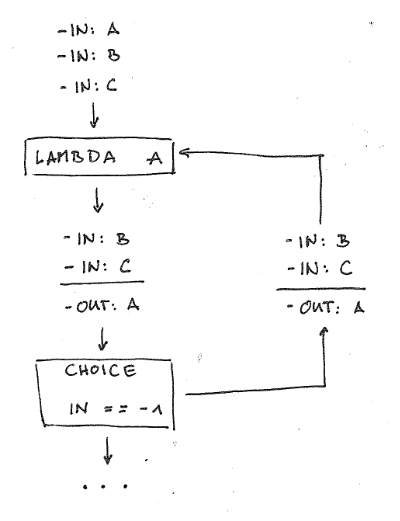 - IN: A
- IN: B
- IN: C
LAMBDA A
- IN: B
- IN: C
- OUT: A
- IN: B
- IN: C
- OUT: A
CHOICE
IN == -1
...